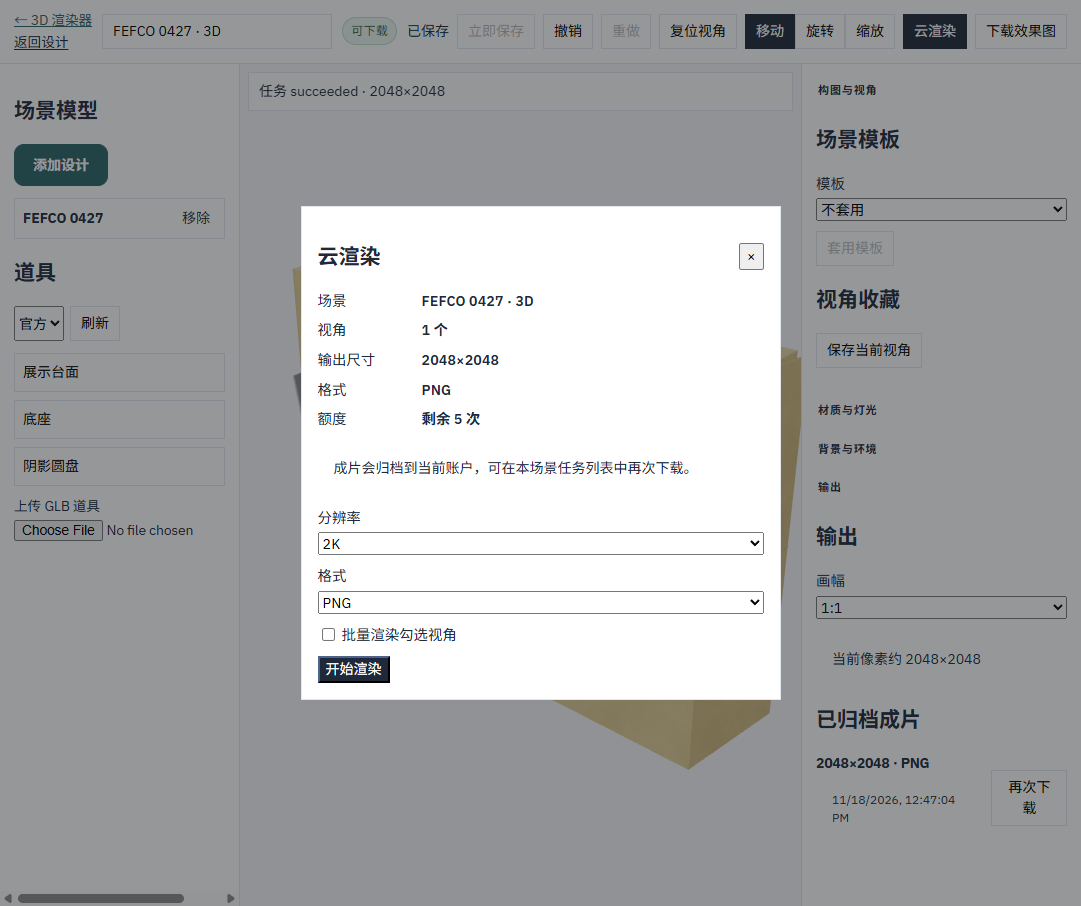 ← 3D 渲染器
返回设计
FEFCO 0427 · 3D
可下载
已保存
立即保存
撤销
重做
复位视角
移动
旋转
缩放
云渲染
下载效果图
场景模型
添加设计
FEFCO 0427
移除
道具
官方
刷新
展示台面
底座
阴影圆盘
上传 GLB 道具
Choose File No file chosen
任务 succeeded · 2048×2048
云渲染
×
场景 FEFCO 0427 · 3D
视角 1 个
输出尺寸 2048×2048
格式 PNG
额度 剩余 5 次
成片会归档到当前账户，可在本场景任务列表中再次下载。
分辨率
2K
格式
PNG
批量渲染勾选视角
开始渲染
构图与视角
场景模板
模板
不套用
套用模板
视角收藏
保存当前视角
材质与灯光
背景与环境
输出
输出
画幅
1:1
当前像素约 2048×2048
已归档成片
2048×2048 · PNG
11/18/2026, 12:47:04
PM
再次下
载